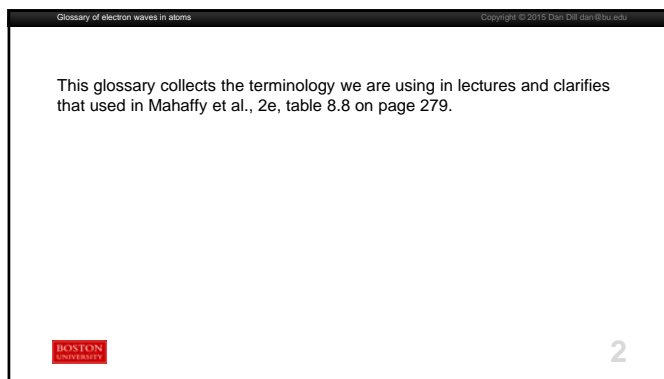 Glossary of electron waves in atoms
Copyright © 2015 Dan Dill dan@bu.edu
This glossary collects the terminology we are using in lectures and clarifies
that used in Mahaffy et al., 2e, table 8.8 on page 279.
BOSTON
UNIVERSITY
2